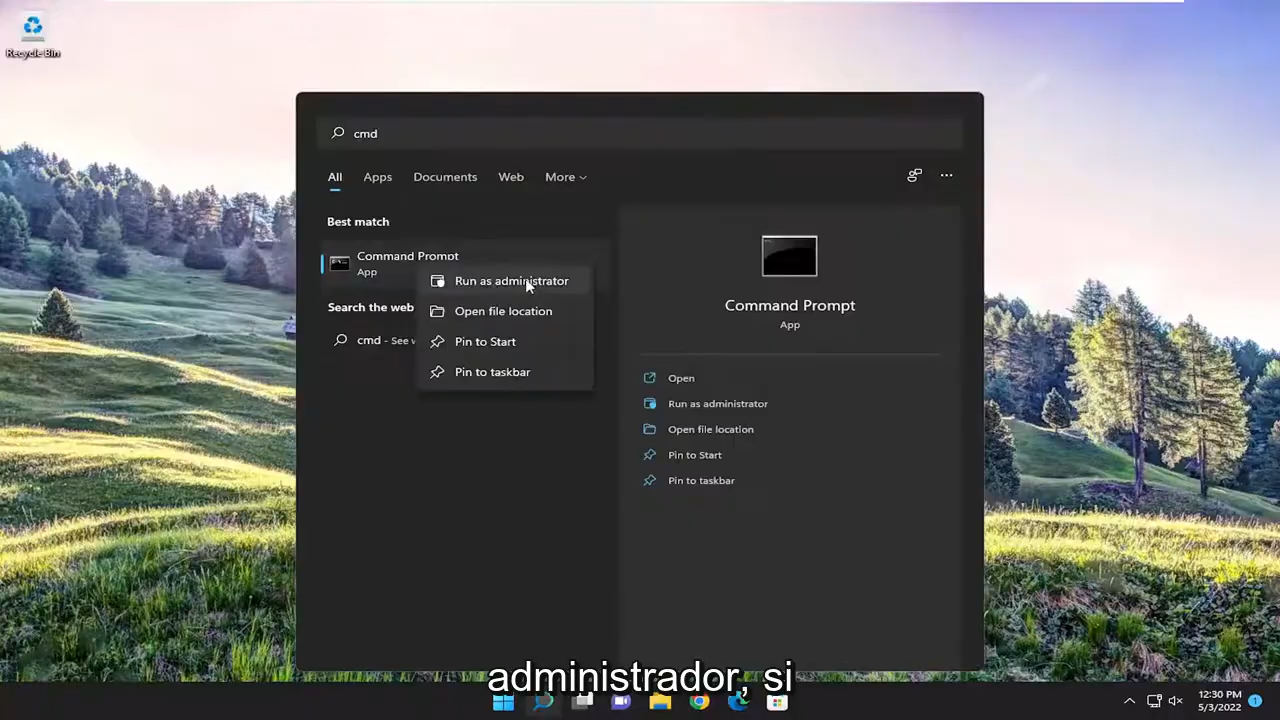 Recycle Bin
cmd
All Apps Documents Web More
Best match
Command Prompt
App
Run as administrator
Open file location
Pin to Start
Pin to taskbar
Search the web
cmd - See
Command Prompt
App
Open
Run as administrator
Open file location
Pin to Start
Pin to taskbar
administrador, si
12:30 PM
5/3/2022
1